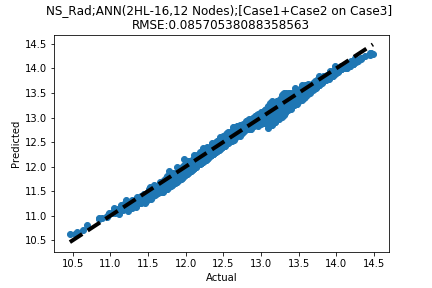 NS_Rad;ANN(2HL-16,12 Nodes);[Case1+Case2 on Case3]
RMSE:0.08570538088358563
14.5
14.0
13.5
13.0
12.5
12.0
11.5
11.0
10.5
Predicted
10.5 11.0 11.5 12.0 12.5 13.0 13.5 14.0 14.5
Actual